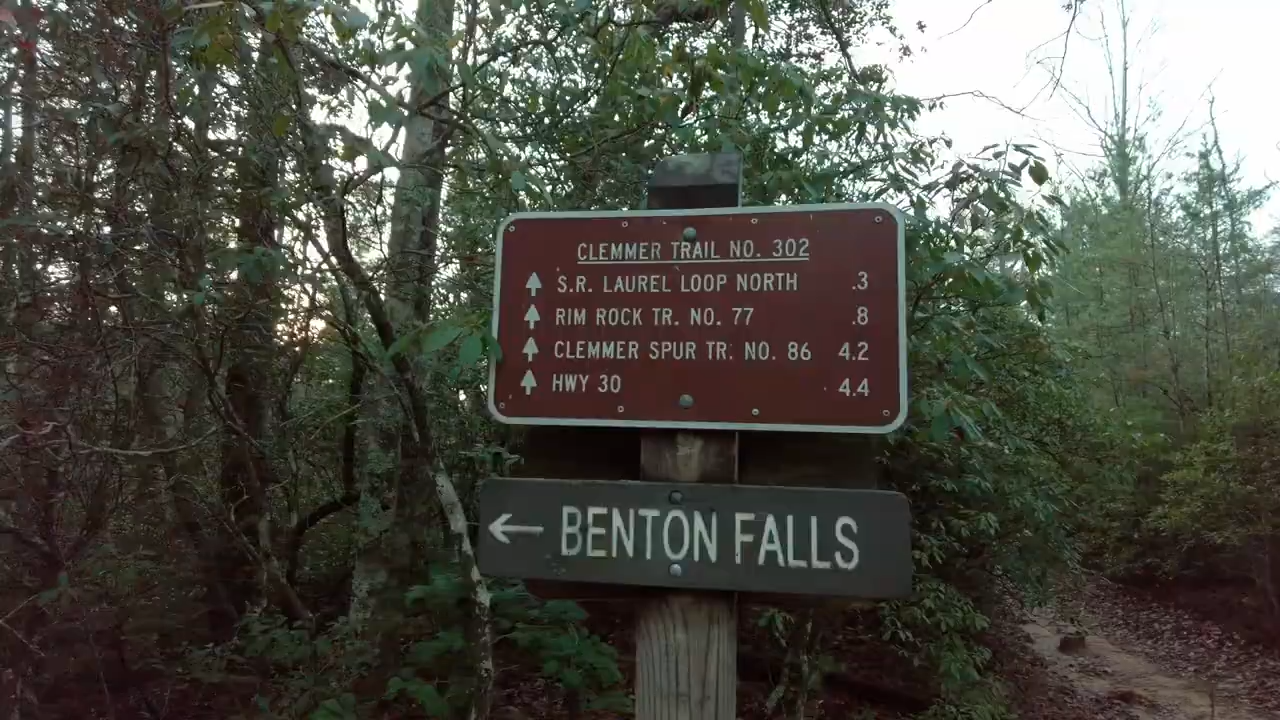 CLEMMER TRAIL NO. 302
S.R. LAUREL LOOP NORTH .3
RIM ROCK TR. NO. 77 .8
CLEMMER SPUR TR. NO. 86 4.2
HWY 30 4.4
← BENTON FALLS